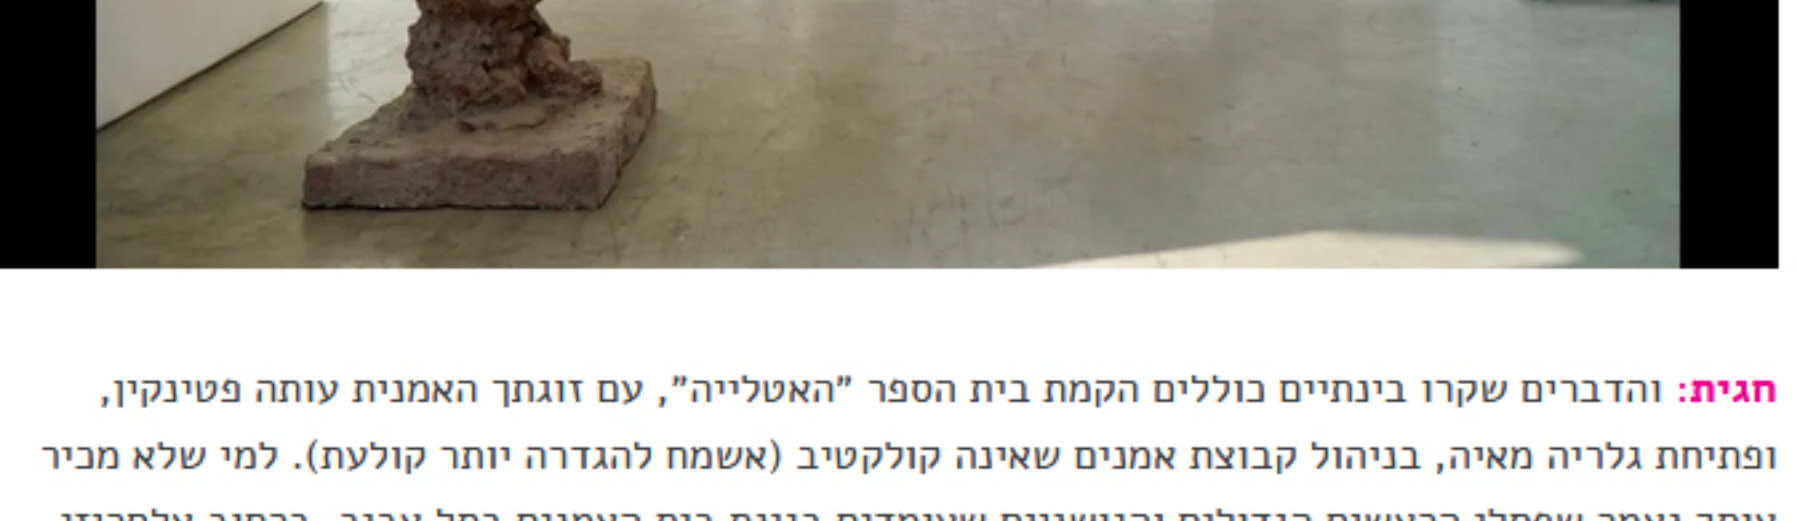 חגית: והדברים שקרו בינתיים כוללים הקמת בית הספר "האטלייה", עם זוגתך האמנית עותה פטינקין,
ופתיחת גלריה מאיה, בניהול קבוצת אמנים שאינה קולקטיב (אשמח להגדרה יותר קולעת). למי שלא מכיר